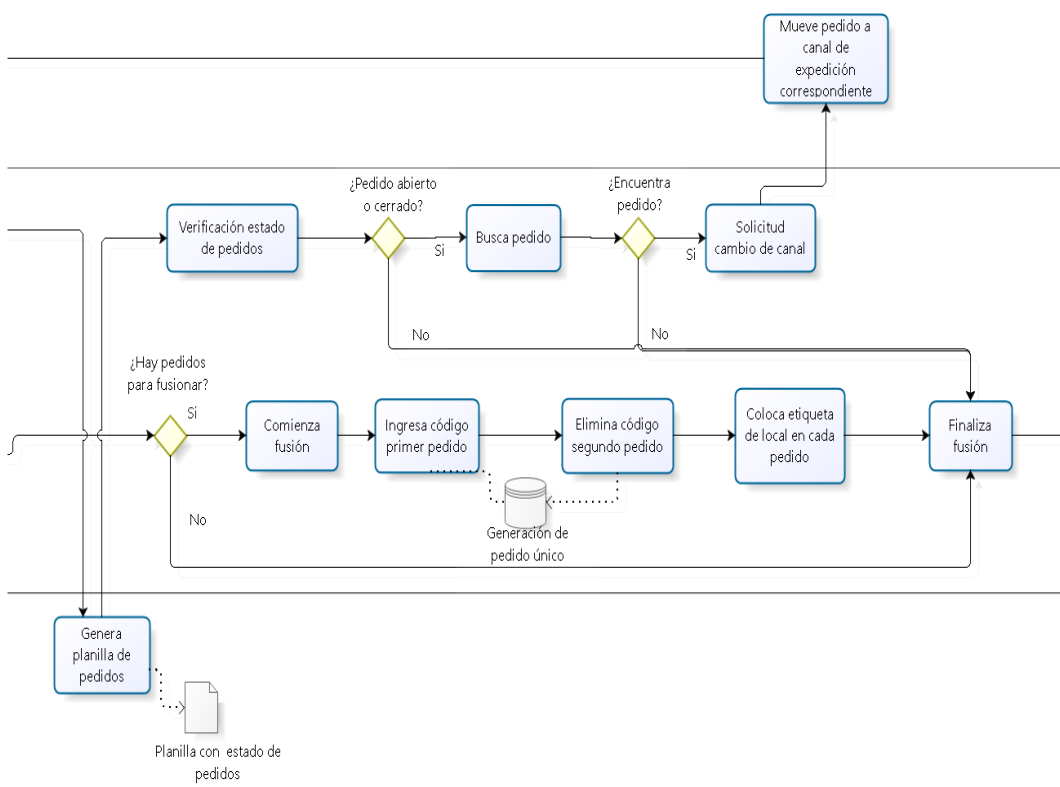 Mueve pedido a
canal de
expedición
correspondiente
¿Pedido abierto
o cerrado?
¿Encuentra
pedido?
Verificación estado
de pedidos
Si
Busca pedido
Si
Solicitud
cambio de canal
No
No
¿Hay pedidos
para fusionar?
Si
Comienza
fusión
Ingresa código
primer pedido
Elimina código
segundo pedido
Coloca etiqueta
de local en cada
pedido
Finaliza
fusión
No
Generación de
pedido único
Genera
planilla de
pedidos
Planilla con  estado de
pedidos